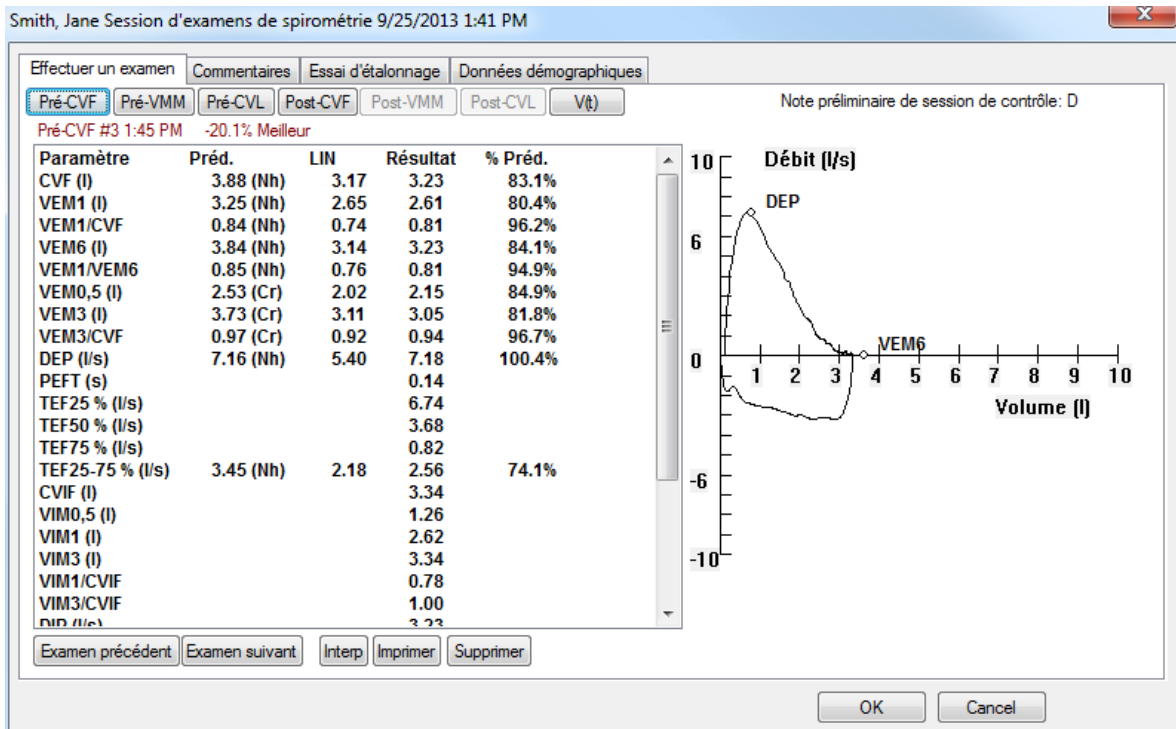 Smith, Jane Session d'examens de spirométrie 9/25/2013 1:41 PM
Effectuer un examen Commentaires Essai d'étalonnage Données démographiques
Pré-CVF Pré-VMM Pré-CVL Post-CVF Post-VMM Post-CVL V(t) Note préliminaire de session de contrôle: D
Pré-CVF #3 1:45 PM -20.1% Meilleur
Paramètre Préd. LIN Résultat % Préd.
CVF (l) 3.88 (Nh) 3.17 3.23 83.1%
VEM1 (l) 3.25 (Nh) 2.65 2.61 80.4%
VEM1/CVF 0.84 (Nh) 0.74 0.81 96.2%
VEM6 (l) 3.84 (Nh) 3.14 3.23 84.1%
VEM1/VEM6 0.85 (Nh) 0.76 0.81 94.9%
VEM0,5 (l) 2.53 (Cr) 2.02 2.15 84.9%
VEM3 (l) 3.73 (Cr) 3.11 3.05 81.8%
VEM3/CVF 0.97 (Cr) 0.92 0.94 96.7%
DEP (l/s) 7.16 (Nh) 5.40 7.18 100.4%
PEFT (s) 0.14
TEF25 % (l/s) 6.74
TEF50 % (l/s) 3.68
TEF75 % (l/s) 0.82
TEF25-75 % (l/s) 3.45 (Nh) 2.18 2.56 74.1%
CVIF (l) 3.34
VIM0,5 (l) 1.26
VIM1 (l) 2.62
VIM3 (l) 3.34
VIM1/CVIF 0.78
VIM3/CVIF 1.00
DIP (l/s) 3.23
Débit (l/s)
10
DEP
6
VEM6
0
1 2 3 4 5 6 7 8 9 10
Volume (l)
-6
-10
Examen précédent Examen suivant Interp Imprimer Supprimer
OK Cancel